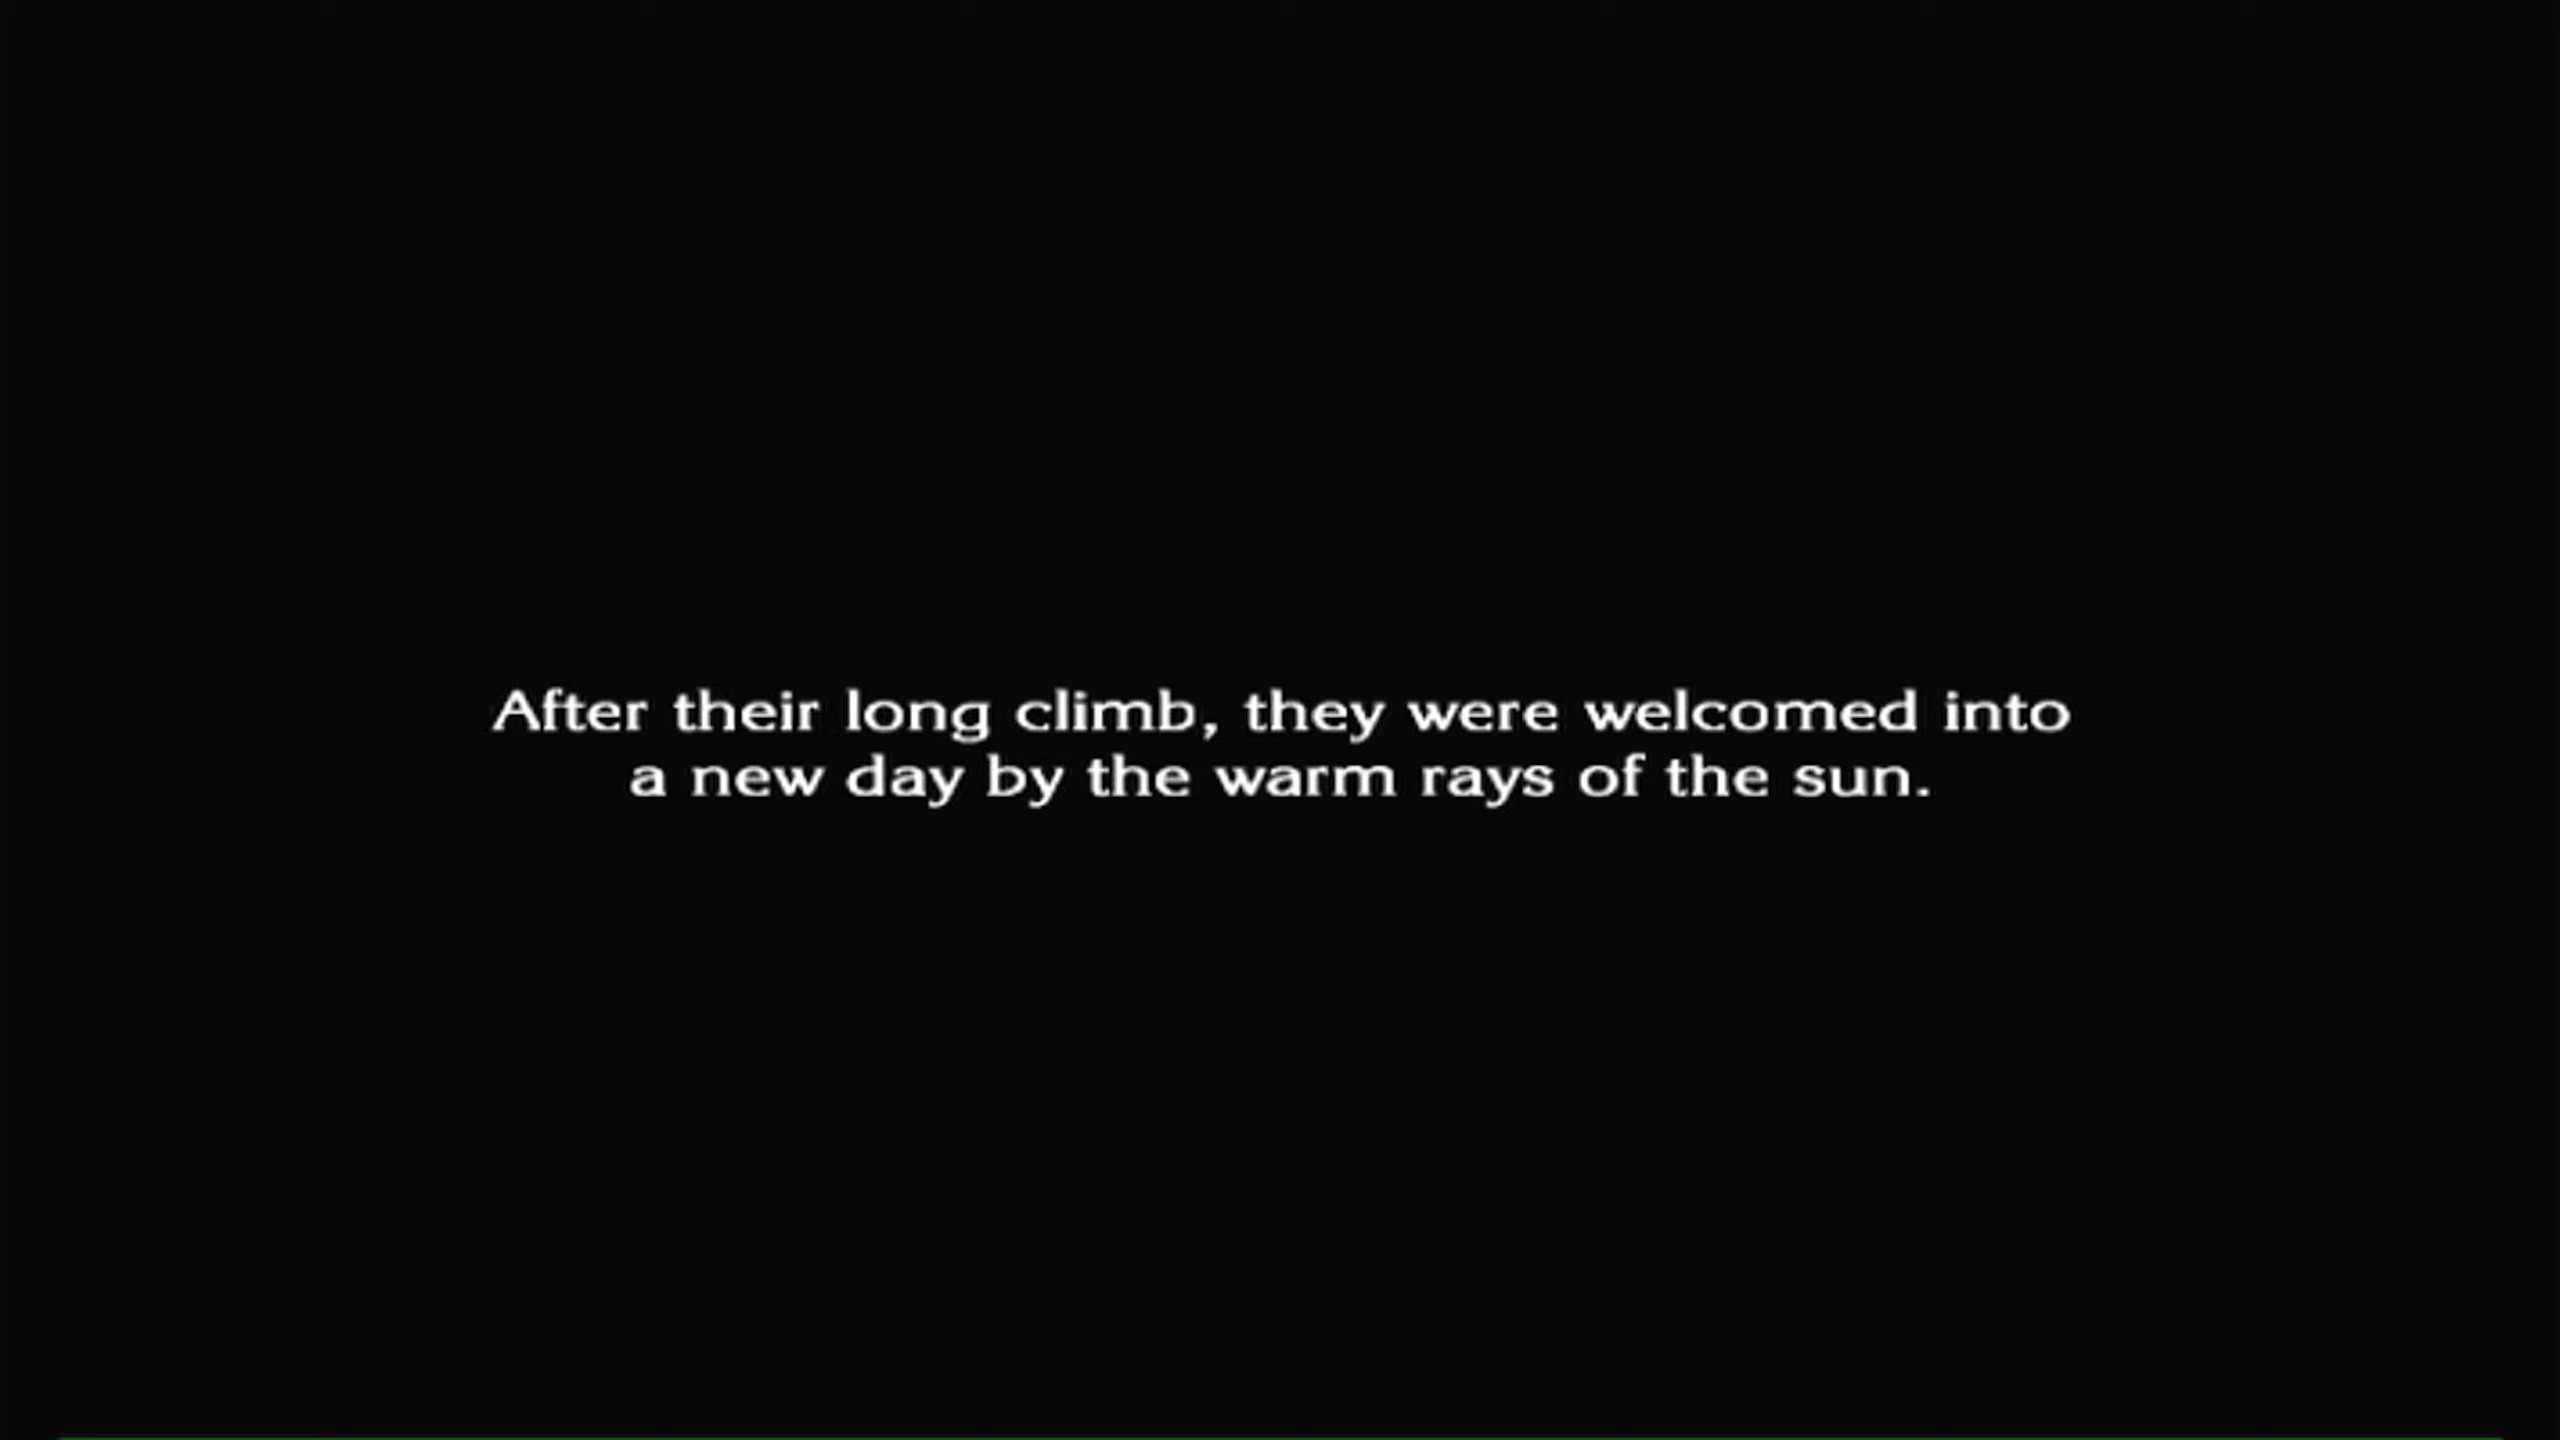 After their long climb, they were welcomed into
a new day by the warm rays of the sun.